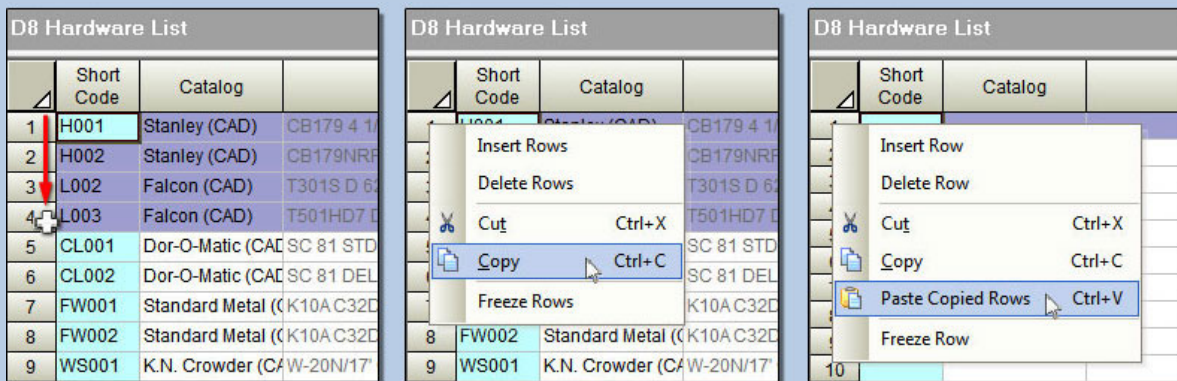 D8 Hardware List
Short Code Catalog
1 H001 Stanley (CAD) CB179 4 1/
2 H002 Stanley (CAD) CB179NRP
3 L002 Falcon (CAD) T301S D 62
4 L003 Falcon (CAD) T501HD7 D
5 CL001 Dor-O-Matic (CAD SC 81 STD
6 CL002 Dor-O-Matic (CAD SC 81 DEL
7 FW001 Standard Metal (C K10A C32D
8 FW002 Standard Metal (C K10A C32D
9 WS001 K.N. Crowder (CA W-20N/17'
D8 Hardware List
Short Code Catalog
CB179 4 1/
Insert Rows
CB179NRP
Delete Rows
T301S D 62
Cut Ctrl+X
T501HD7 D
SC 81 STD
Copy Ctrl+C
SC 81 DEL
Freeze Rows
K10A C32D
8 FW002 Standard Metal (C K10A C32D
9 WS001 K.N. Crowder (CA W-20N/17'
D8 Hardware List
Short Code Catalog
Insert Row
Delete Row
Cut Ctrl+X
Copy Ctrl+C
Paste Copied Rows Ctrl+V
Freeze Row
10